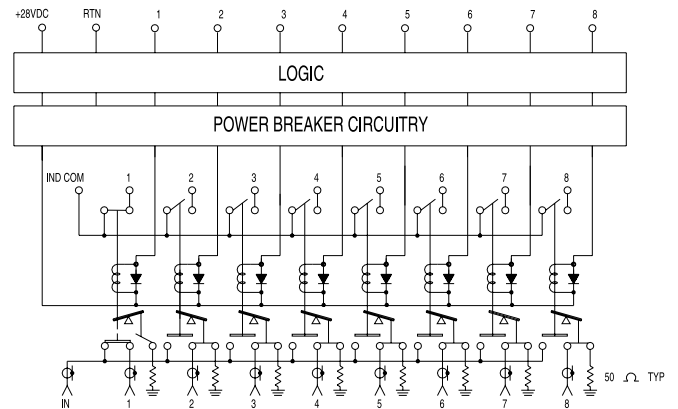 +28VDC RTN 1 2 3 4 5 6 7 8
LOGIC
POWER BREAKER CIRCUITRY
IND COM 1 2 3 4 5 6 7 8
50 Ω TYP
IN 1 2 3 4 5 6 7 8